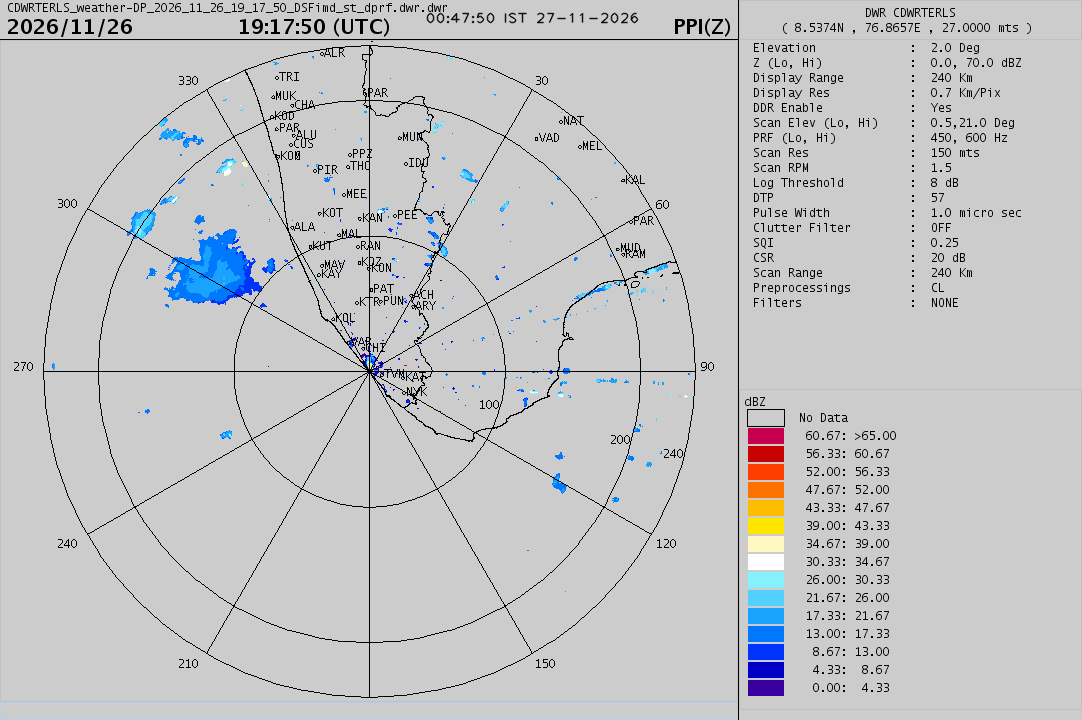 CDWRTERLS_weather-DP_2026_11_26_19_17_50_DSFimd_st_dprf.dwr.dwr
2026/11/26 19:17:50 (UTC) 00:47:50 IST 27-11-2026 PPI(Z)
DWR CDWRTERLS
( 8.5374N , 76.8657E , 27.0000 mts )
Elevation : 2.0 Deg
Z (Lo, Hi) : 0.0, 70.0 dBZ
Display Range : 240 Km
Display Res : 0.7 Km/Pix
DDR Enable : Yes
Scan Elev (Lo, Hi) : 0.5,21.0 Deg
PRF (Lo, Hi) : 450, 600 Hz
Scan Res : 150 mts
Scan RPM : 1.5
Log Threshold : 8 dB
DTP : 57
Pulse Width : 1.0 micro sec
Clutter Filter : OFF
SQI : 0.25
CSR : 20 dB
Scan Range : 240 Km
Preprocessings : CL
Filters : NONE
dBZ
No Data
60.67: >65.00
56.33: 60.67
52.00: 56.33
47.67: 52.00
43.33: 47.67
39.00: 43.33
34.67: 39.00
30.33: 34.67
26.00: 30.33
21.67: 26.00
17.33: 21.67
13.00: 17.33
8.67: 13.00
4.33: 8.67
0.00: 4.33
ALR
330 TRI 30
MUK PAR
CHA
KOD NAT
PAR
ALU MUN VAD
CUS MEL
PPZ
THO IDU
PIR KAL
MEE
300 KOT PEE 60
KAN PAR
ALA
MAL
KUT RAN MUD
RAM
KOZ
MAV KON
KAY
PAT
ACH
KTR PUN
ARY
KOL
VAR
CHI
270 TVM KAT 90
NYK
100
200
240
240 120
210 150